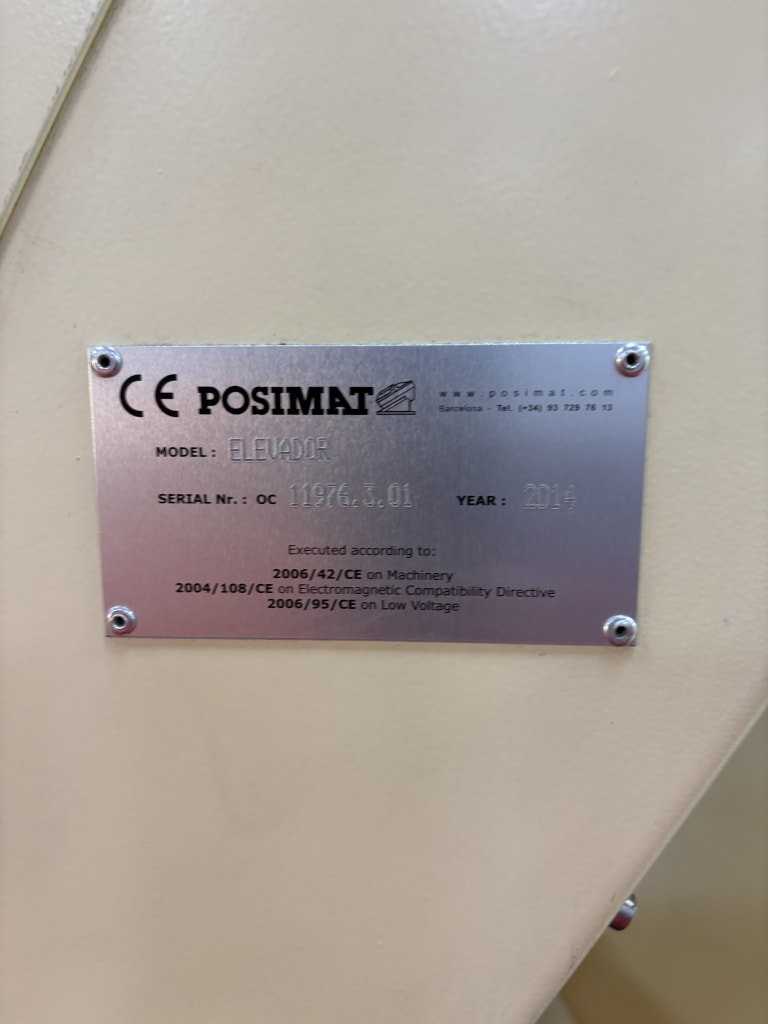 CE POSIMAT www.posimat.com
Barcelona - Tel. (+34) 93 729 76 13
MODEL : ELEVADOR
SERIAL Nr. : OC 11976.3.01 YEAR : 2014
Executed according to:
2006/42/CE on Machinery
2004/108/CE on Electromagnetic Compatibility Directive
2006/95/CE on Low Voltage